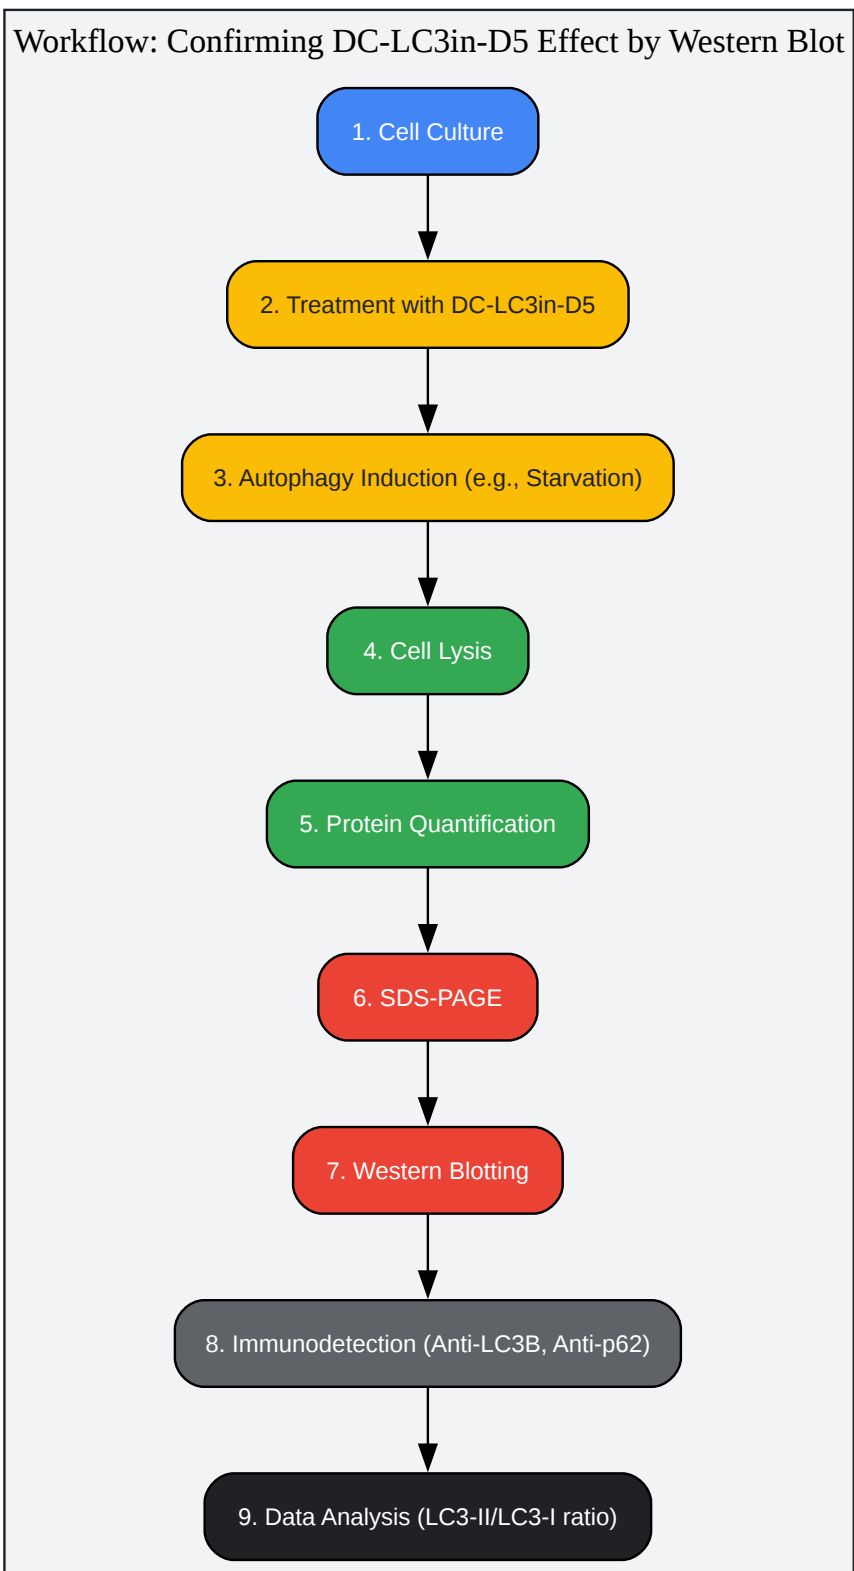 Workflow: Confirming DC-LC3in-D5 Effect by Western Blot
1. Cell Culture
2. Treatment with DC-LC3in-D5
3. Autophagy Induction (e.g., Starvation)
4. Cell Lysis
5. Protein Quantification
6. SDS-PAGE
7. Western Blotting
8. Immunodetection (Anti-LC3B, Anti-p62)
9. Data Analysis (LC3-II/LC3-I ratio)